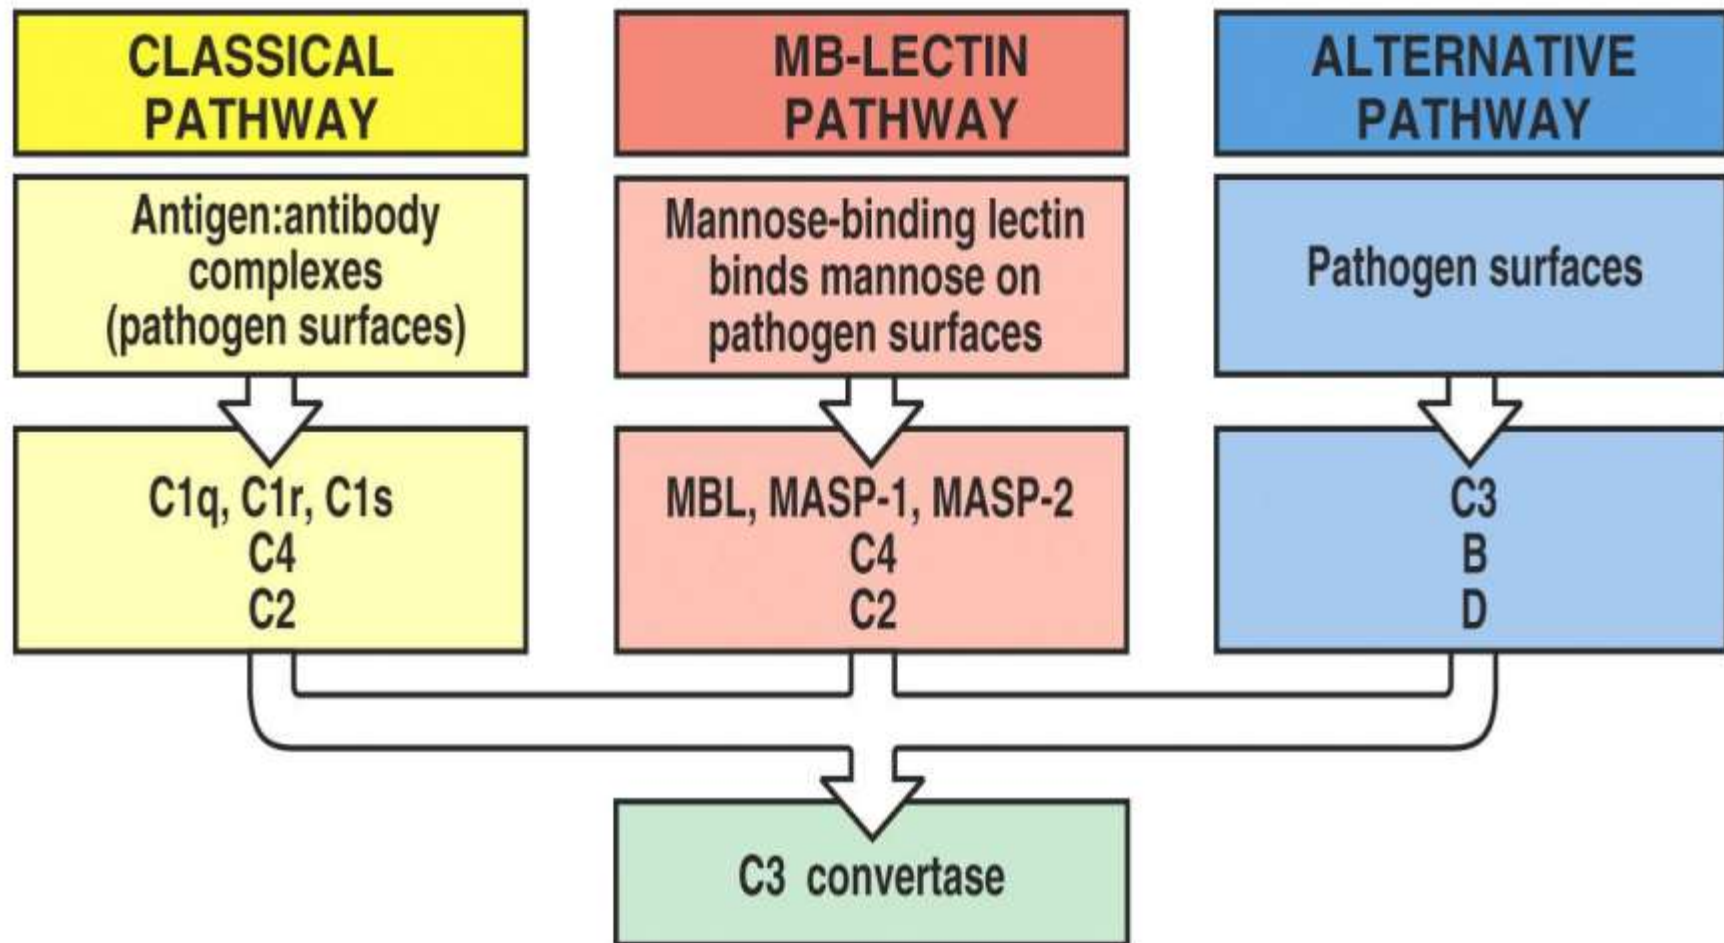 CLASSICAL
PATHWAY
Antigen:antibody
complexes
(pathogen surfaces)
C1q, C1r, C1s
C4
C2
MB-LECTIN
PATHWAY
Mannose-binding lectin
binds mannose on
pathogen surfaces
MBL, MASP-1, MASP-2
C4
C2
ALTERNATIVE
PATHWAY
Pathogen surfaces
C3
B
D
C3 convertase